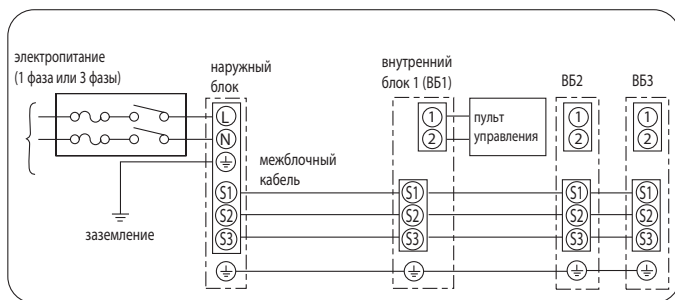 электропитание
(1 фаза или 3 фазы)
наружный
блок
внутренний
блок 1 (ВБ1)
ВБ2
ВБ3
L
N
1
2
пульт
управления
1
2
1
2
межблочный
кабель
заземление
S1
S2
S3
S1
S2
S3
S1
S2
S3
S1
S2
S3